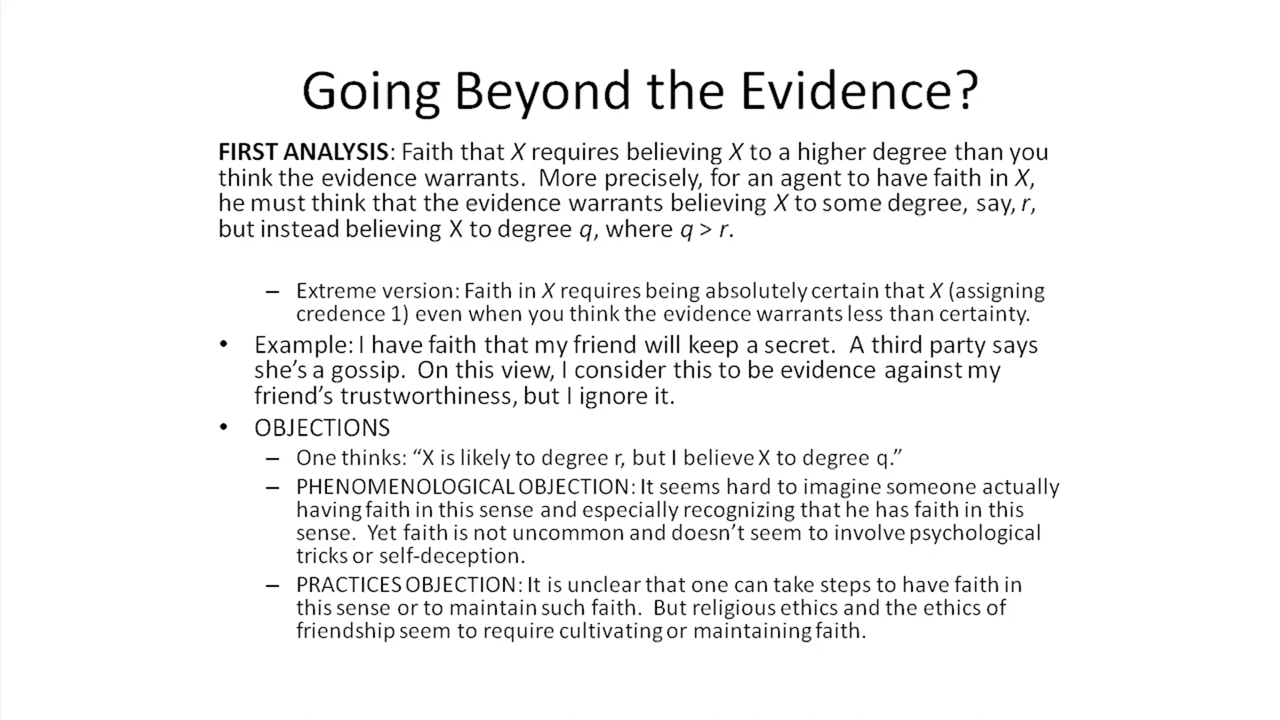 Going Beyond the Evidence?
FIRST ANALYSIS: Faith that X requires believing X to a higher degree than you
think the evidence warrants. More precisely, for an agent to have faith in X,
he must think that the evidence warrants believing X to some degree, say, r,
but instead believing X to degree q, where q > r.
– Extreme version: Faith in X requires being absolutely certain that X (assigning
credence 1) even when you think the evidence warrants less than certainty.
• Example: I have faith that my friend will keep a secret. A third party says
she's a gossip. On this view, I consider this to be evidence against my
friend's trustworthiness, but I ignore it.
• OBJECTIONS
– One thinks: "X is likely to degree r, but I believe X to degree q."
– PHENOMENOLOGICAL OBJECTION: It seems hard to imagine someone actually
having faith in this sense and especially recognizing that he has faith in this
sense. Yet faith is not uncommon and doesn't seem to involve psychological
tricks or self-deception.
– PRACTICES OBJECTION: It is unclear that one can take steps to have faith in
this sense or to maintain such faith. But religious ethics and the ethics of
friendship seem to require cultivating or maintaining faith.